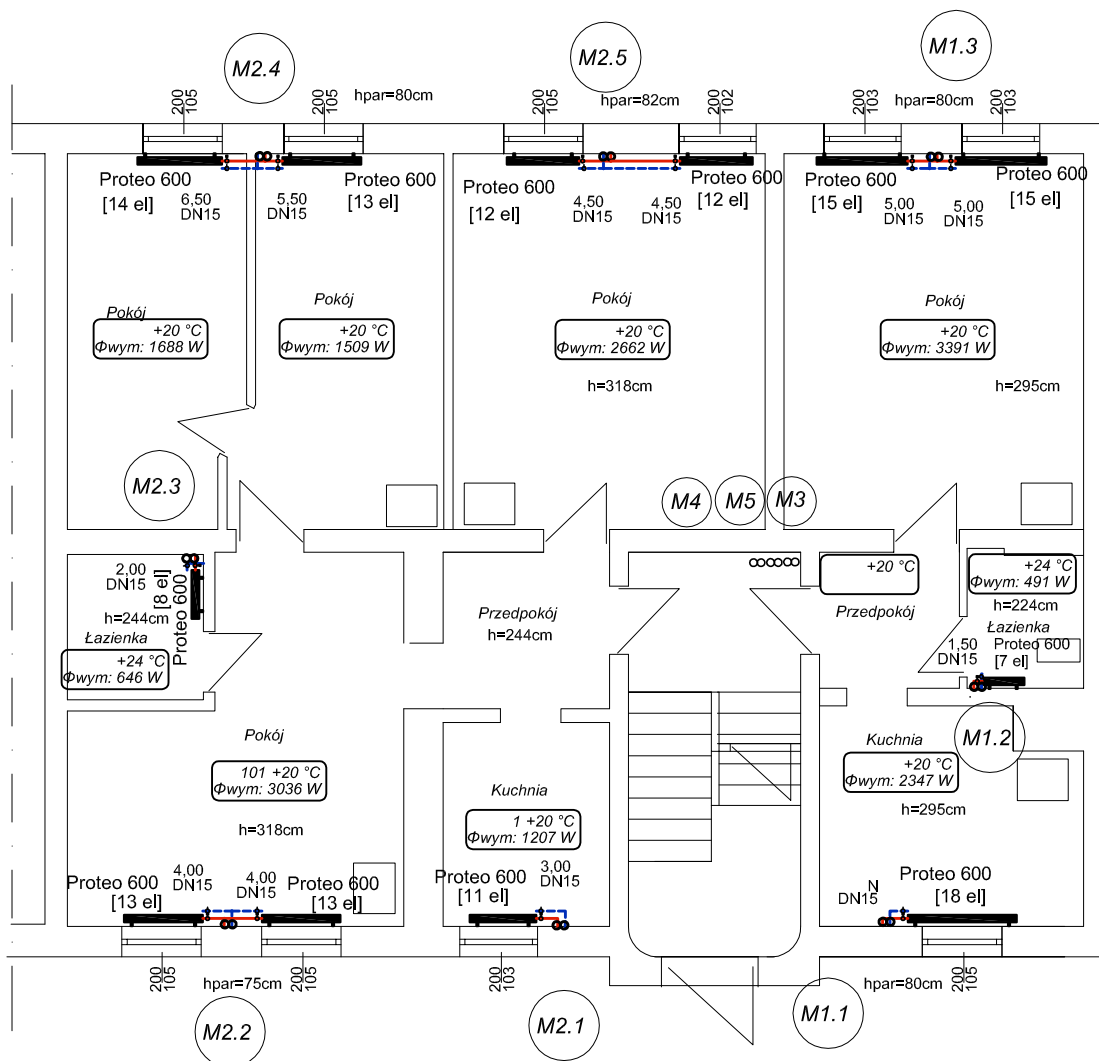 M2.4
M2.5
M1.3
200
105
200
105
hpar=80cm
200
105
hpar=82cm
200
102
200
103
hpar=80cm
200
103
Proteo 600
[14 el]
6,50
DN15
5,50
DN15
Proteo 600
[13 el]
Proteo 600
[12 el]
4,50
DN15
4,50
DN15
Proteo 600
[12 el]
Proteo 600
[15 el]
5,00
DN15
5,00
DN15
Proteo 600
[15 el]
Pokój
+20 °C
Φwym: 1688 W
Pokój
+20 °C
Φwym: 1509 W
Pokój
+20 °C
Φwym: 2662 W
h=318cm
Pokój
+20 °C
Φwym: 3391 W
h=295cm
M2.3
M4
M5
M3
2,00
DN15
Proteo 600
[8 el]
h=244cm
Łazienka
+24 °C
Φwym: 646 W
Przedpokój
h=244cm
+20 °C
Przedpokój
+24 °C
Φwym: 491 W
h=224cm
Łazienka
1,50
DN15
Proteo 600
[7 el]
M1.2
Pokój
101 +20 °C
Φwym: 3036 W
h=318cm
Kuchnia
1 +20 °C
Φwym: 1207 W
Kuchnia
+20 °C
Φwym: 2347 W
h=295cm
Proteo 600
[13 el]
4,00
DN15
4,00
DN15
Proteo 600
[13 el]
Proteo 600
[11 el]
3,00
DN15
N
DN15
Proteo 600
[18 el]
200
105
hpar=75cm
200
105
200
103
hpar=80cm
200
105
M2.2
M2.1
M1.1